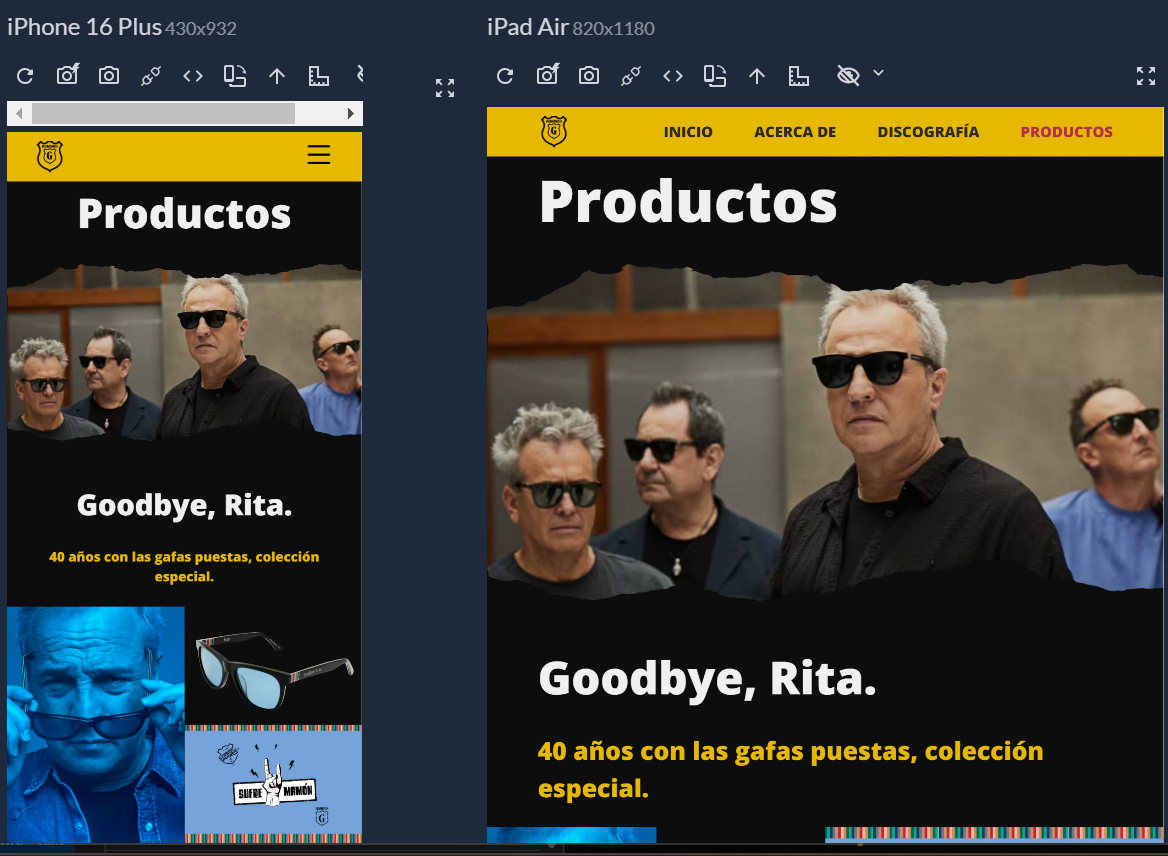 iPhone 16 Plus 430x932
iPad Air 820x1180
G
Productos
Goodbye, Rita.
40 años con las gafas puestas, colección
especial.
SUFRE MAMÓN
G
G
INICIO ACERCA DE DISCOGRAFÍA PRODUCTOS
Productos
Goodbye, Rita.
40 años con las gafas puestas, colección
especial.